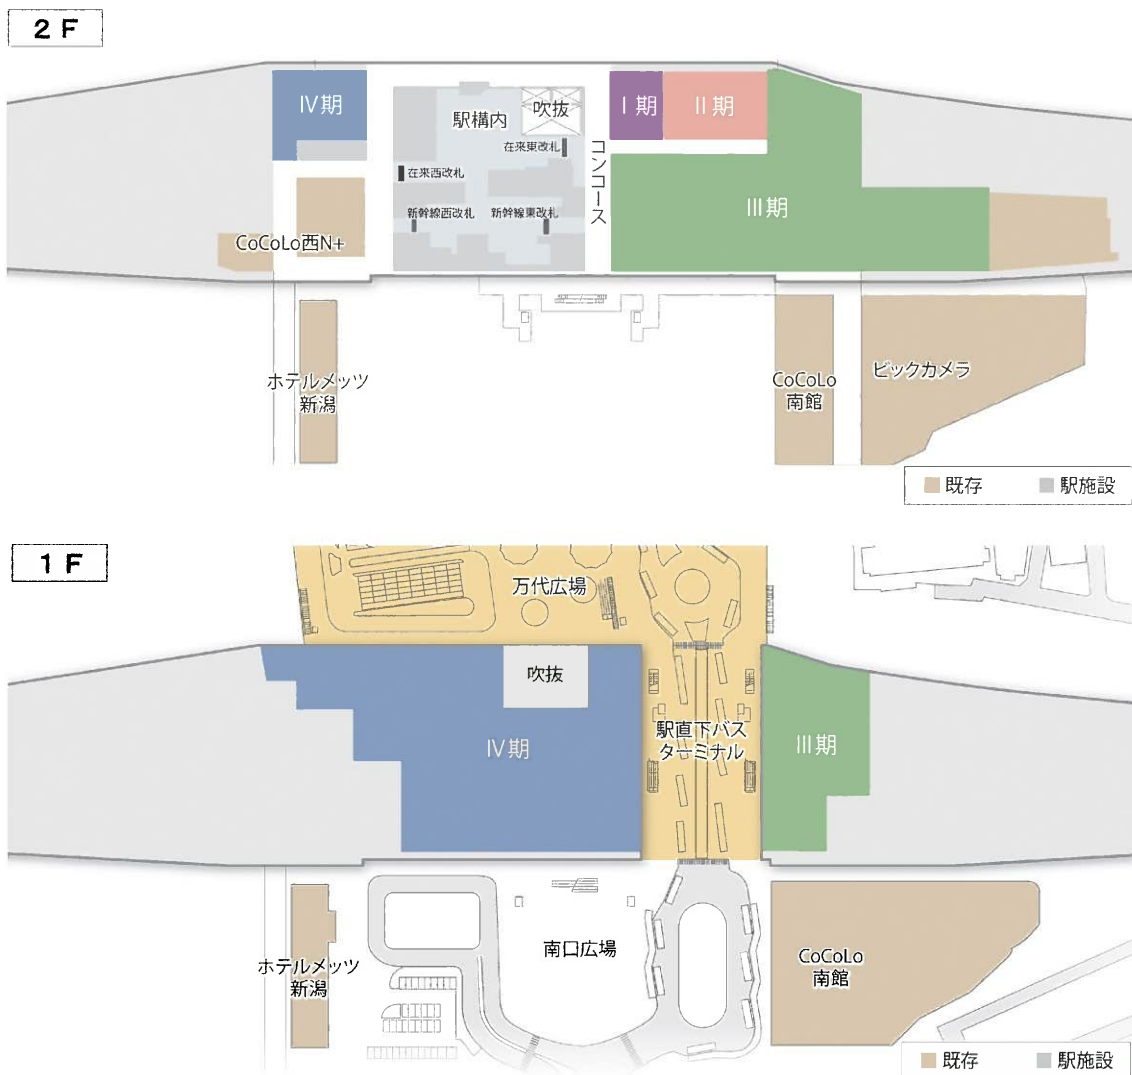 2F
IV期
駅構内
吹抜
I期
II期
在来東改札
在来西改札
コンコース
III期
新幹線西改札
新幹線東改札
CoCoLo西N+
ホテルメッツ
新潟
CoCoLo
南館
ビックカメラ
既存
駅施設
1F
万代広場
吹抜
IV期
駅直下バス
ターミナル
III期
南口広場
ホテルメッツ
新潟
CoCoLo
南館
既存
駅施設